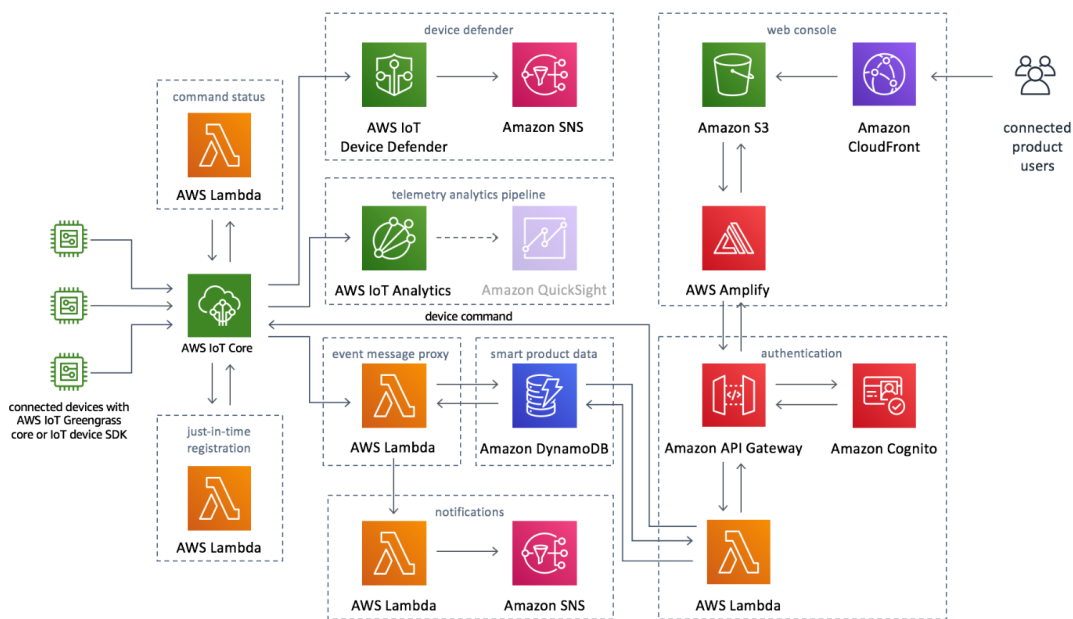 device defender
AWS IoT
Device Defender
Amazon SNS
web console
Amazon S3
Amazon
CloudFront
connected
product
users
command status
AWS Lambda
telemetry analytics pipeline
AWS IoT Analytics
Amazon QuickSight
AWS Amplify
device command
AWS IoT Core
connected devices with
AWS IoT Greengrass
core or IoT device SDK
event message proxy
AWS Lambda
smart product data
Amazon DynamoDB
authentication
Amazon API Gateway
Amazon Cognito
just-in-time
registration
AWS Lambda
notifications
AWS Lambda
Amazon SNS
AWS Lambda